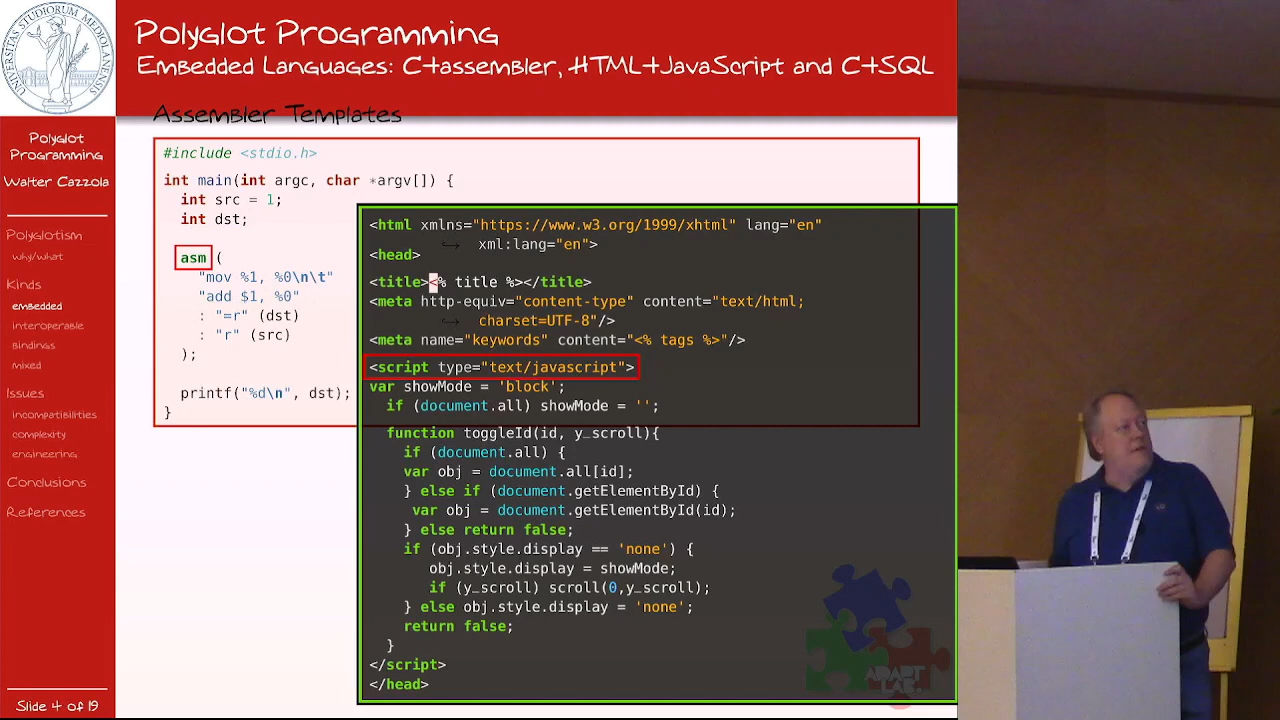 UNIVERSITAS STUDIORUM MEDIOLANENSIS
Polyglot Programming
Embedded Languages: C+assembler, HTML+JavaScript and C+SQL
Polyglot
Programming
Walter Cazzola
Polyglotism
why/what
Kinds
embedded
interoperable
bindings
mixed
Issues
incompatibilities
complexity
engineering
Conclusions
References
Slide 4 of 19
Assembler Templates
#include <stdio.h>
int main(int argc, char *argv[]) {
int src = 1;
int dst;
asm (
"mov %1, %0\n\t"
"add $1, %0"
: "=r" (dst)
: "r" (src)
);
printf("%d\n", dst);
}
<html xmlns="https://www.w3.org/1999/xhtml" lang="en"
↪ xml:lang="en">
<head>
<title><% title %></title>
<meta http-equiv="content-type" content="text/html;
↪ charset=UTF-8"/>
<meta name="keywords" content="<% tags %>"/>
<script type="text/javascript">
var showMode = 'block';
if (document.all) showMode = '';
function toggleId(id, y_scroll){
if (document.all) {
var obj = document.all[id];
} else if (document.getElementById) {
var obj = document.getElementById(id);
} else return false;
if (obj.style.display == 'none') {
obj.style.display = showMode;
if (y_scroll) scroll(0,y_scroll);
} else obj.style.display = 'none';
return false;
}
</script>
</head>
ADAPT
LAB